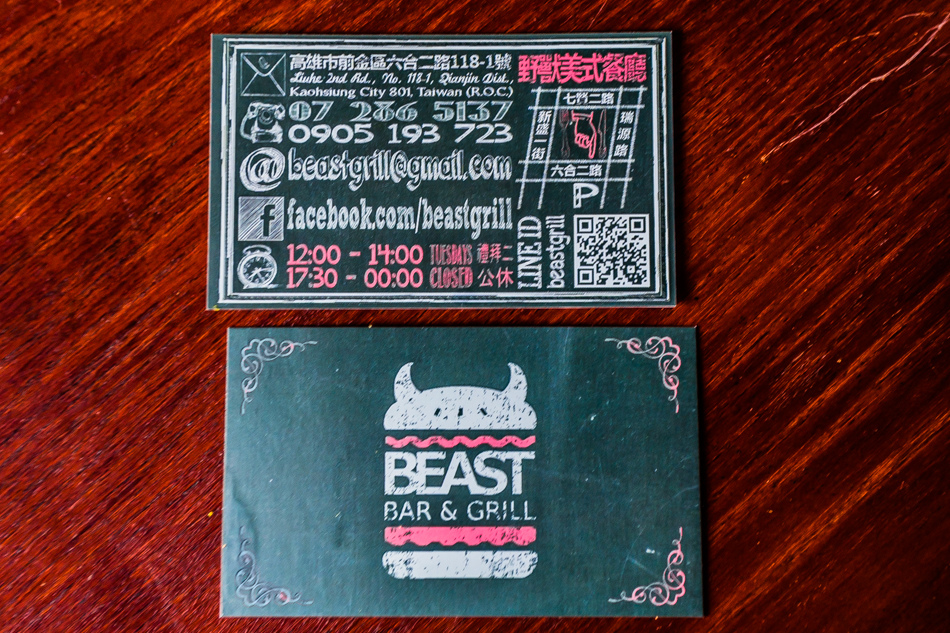 高雄市前金區六合二路118-1號
Liuhe 2nd Rd., No. 118-1, Qianjin Dist.,
Kaohsiung City 801, Taiwan (R.O.C.)
07 286 5137
0905 193 723
@ beastgrill@gmail.com
f facebook.com/beastgrill
12:00 - 14:00 TUESDAYS 禮拜二
17:30 - 00:00 CLOSED 公休
野獸美式餐廳
七賢二路
新盛一街
瑞源路
六合二路
P
LINE ID
beastgrill
BEAST
BAR & GRILL